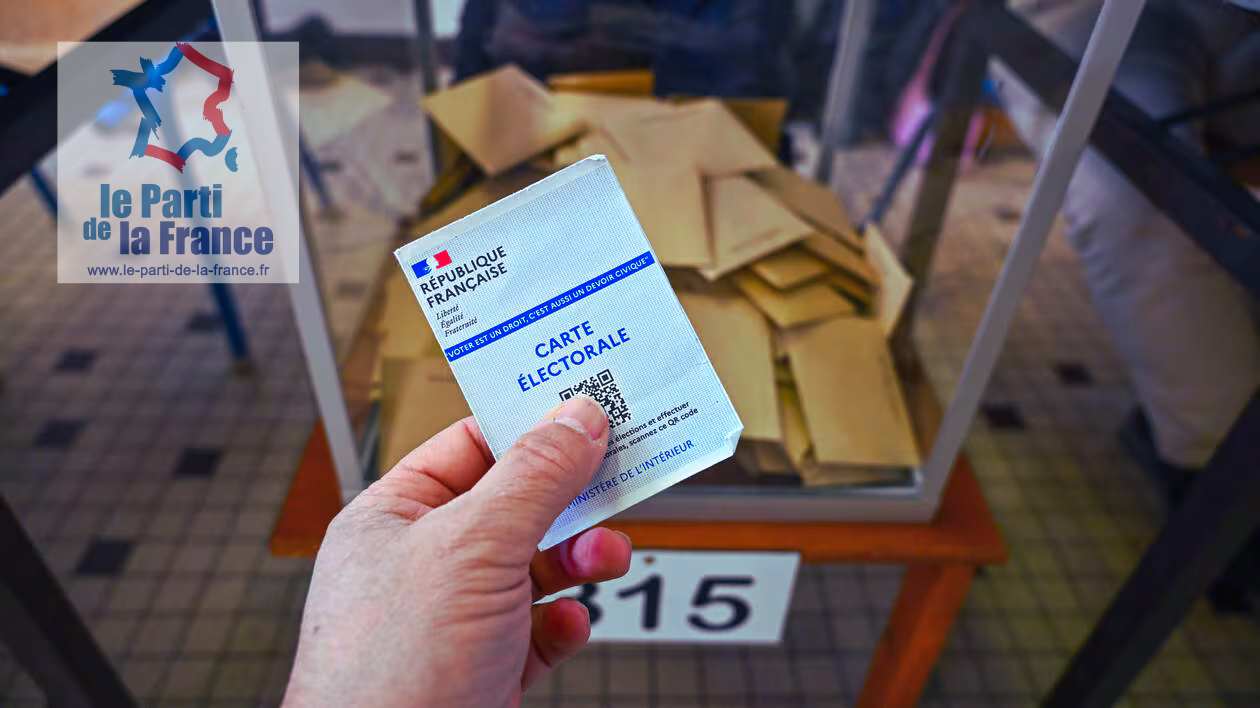 le Parti
de la France
www.le-parti-de-la-france.fr
RÉPUBLIQUE
FRANÇAISE
Liberté
Égalité
Fraternité
VOTER EST UN DROIT, C'EST AUSSI UN DEVOIR CIVIQUE"
CARTE
ÉLECTORALE
élections et effectuer
scannez ce QR code
MINISTÈRE DE L'INTÉRIEUR
315